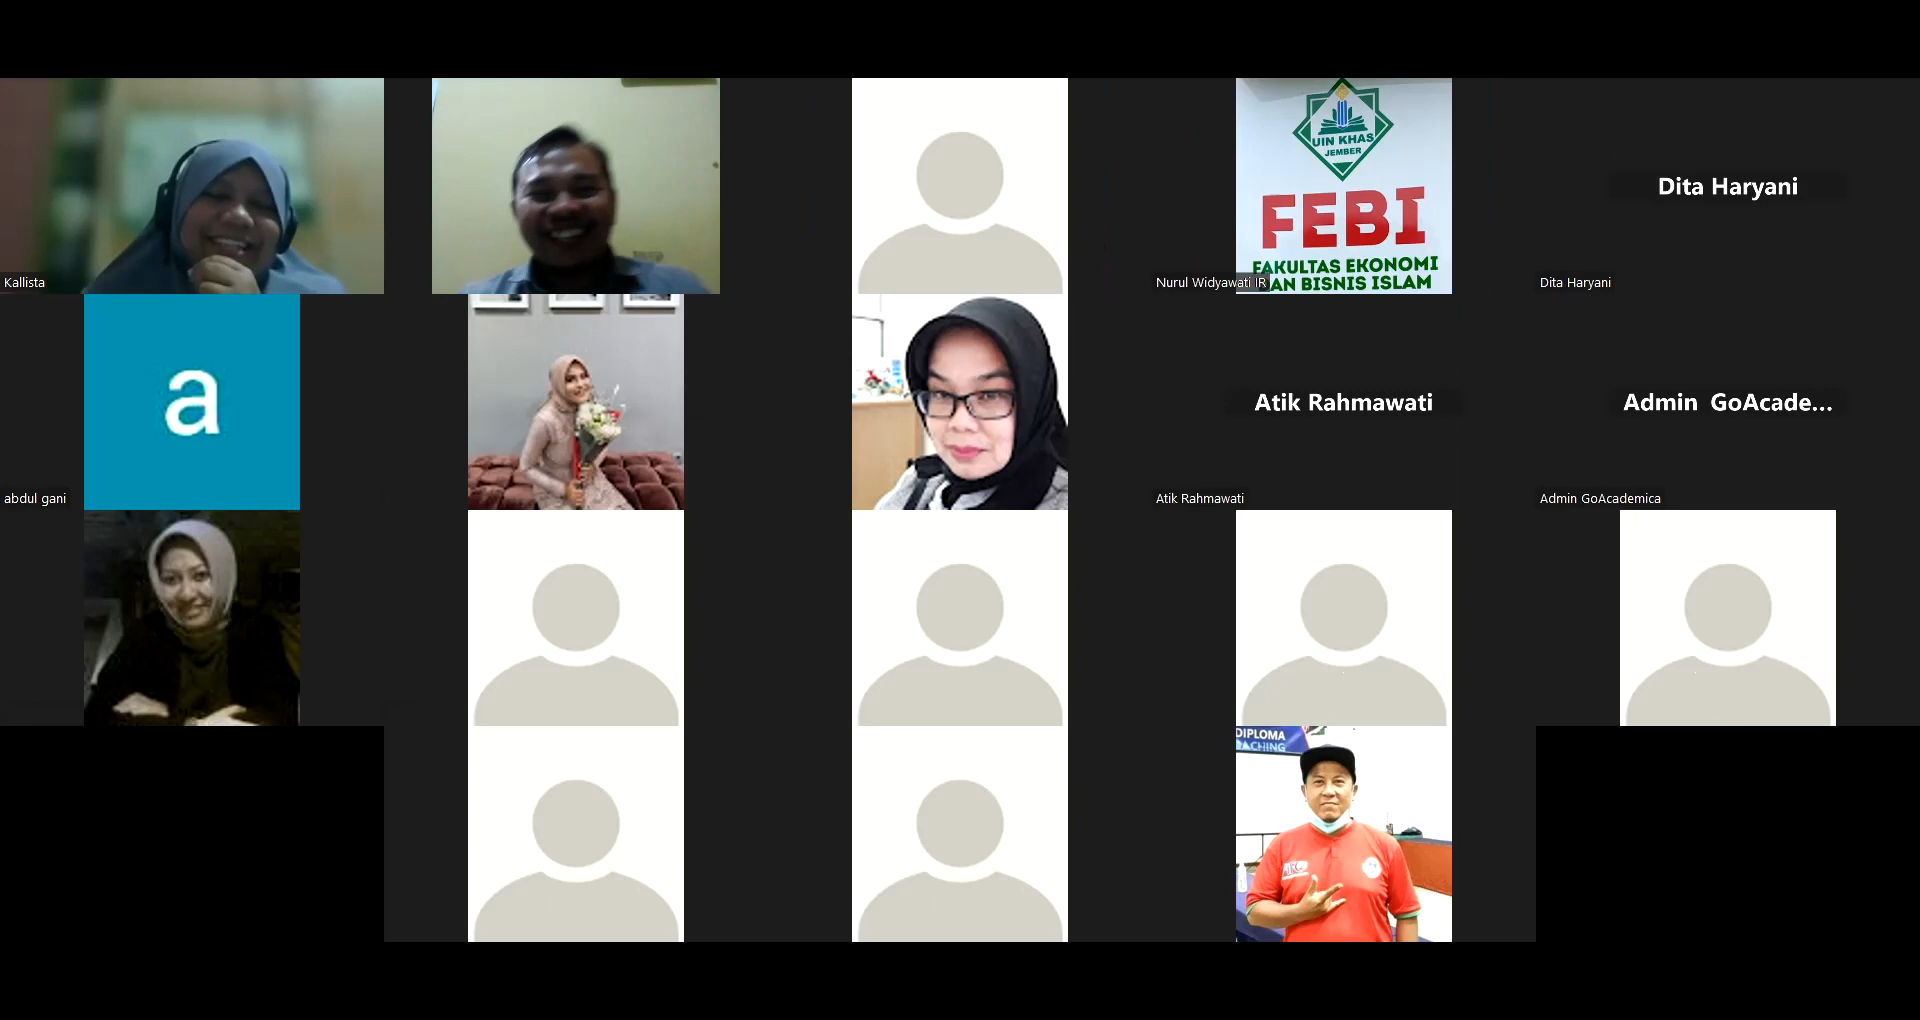 UIN KHAS
JEMBER
FEBI
FAKULTAS EKONOMI
AN BISNIS ISLAM
Dita Haryani
Kallista
Nurul Widyawati IR
Dita Haryani
a
Atik Rahmawati
Admin GoAcade...
abdul gani
Atik Rahmawati
Admin GoAcademica
DIPLOMA